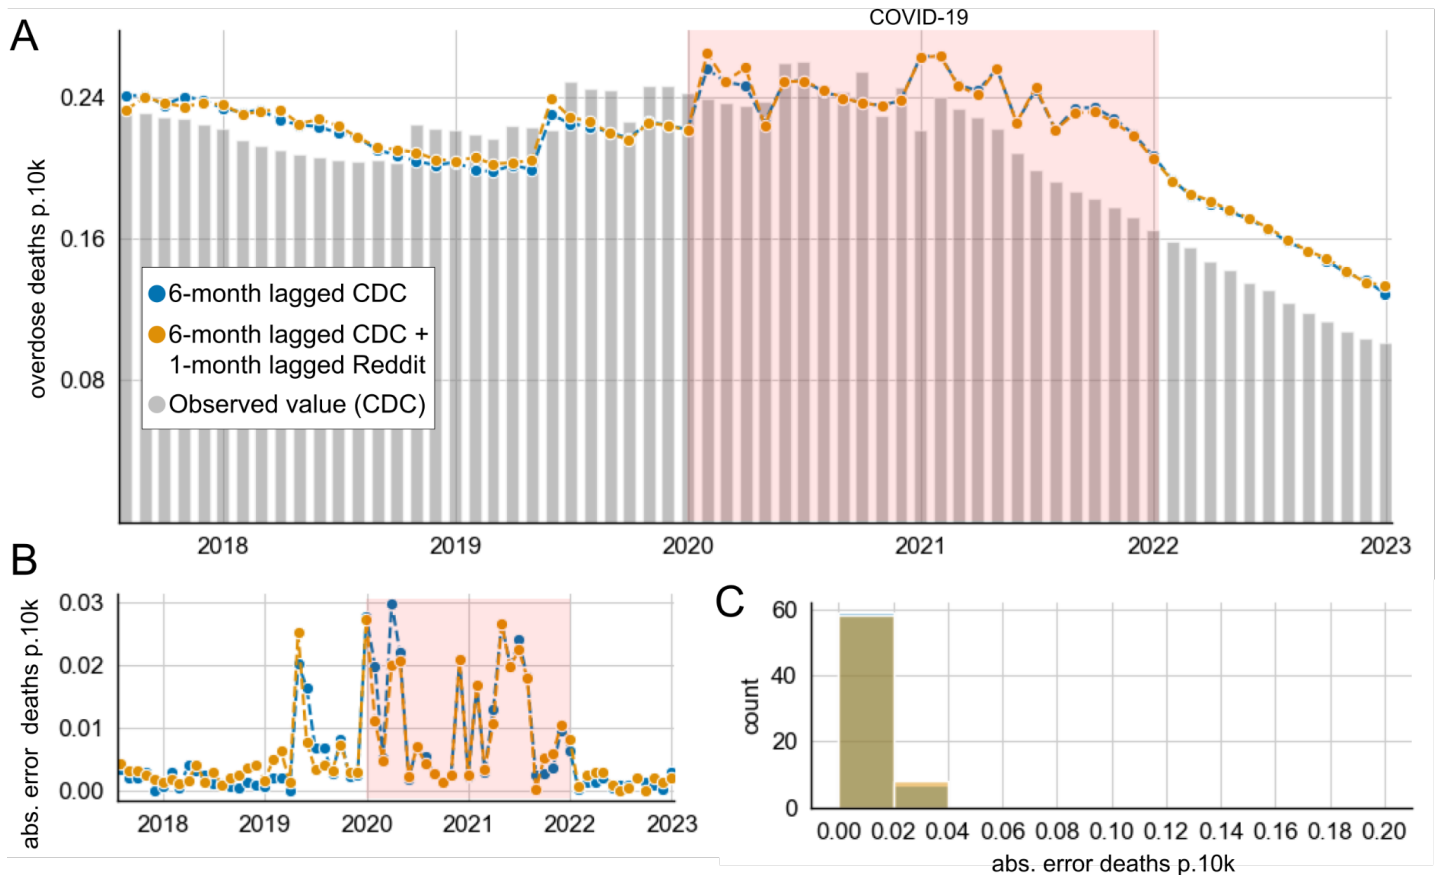 A
COVID-19
overdose deaths p.10k
0.24
0.16
0.08
6-month lagged CDC
6-month lagged CDC +
1-month lagged Reddit
Observed value (CDC)
2018 2019 2020 2021 2022 2023
B
abs. error deaths p.10k
0.03
0.02
0.01
0.00
2018 2019 2020 2021 2022 2023
C
count
60
40
20
0
0.00 0.02 0.04 0.06 0.08 0.10 0.12 0.14 0.16 0.18 0.20
abs. error deaths p.10k